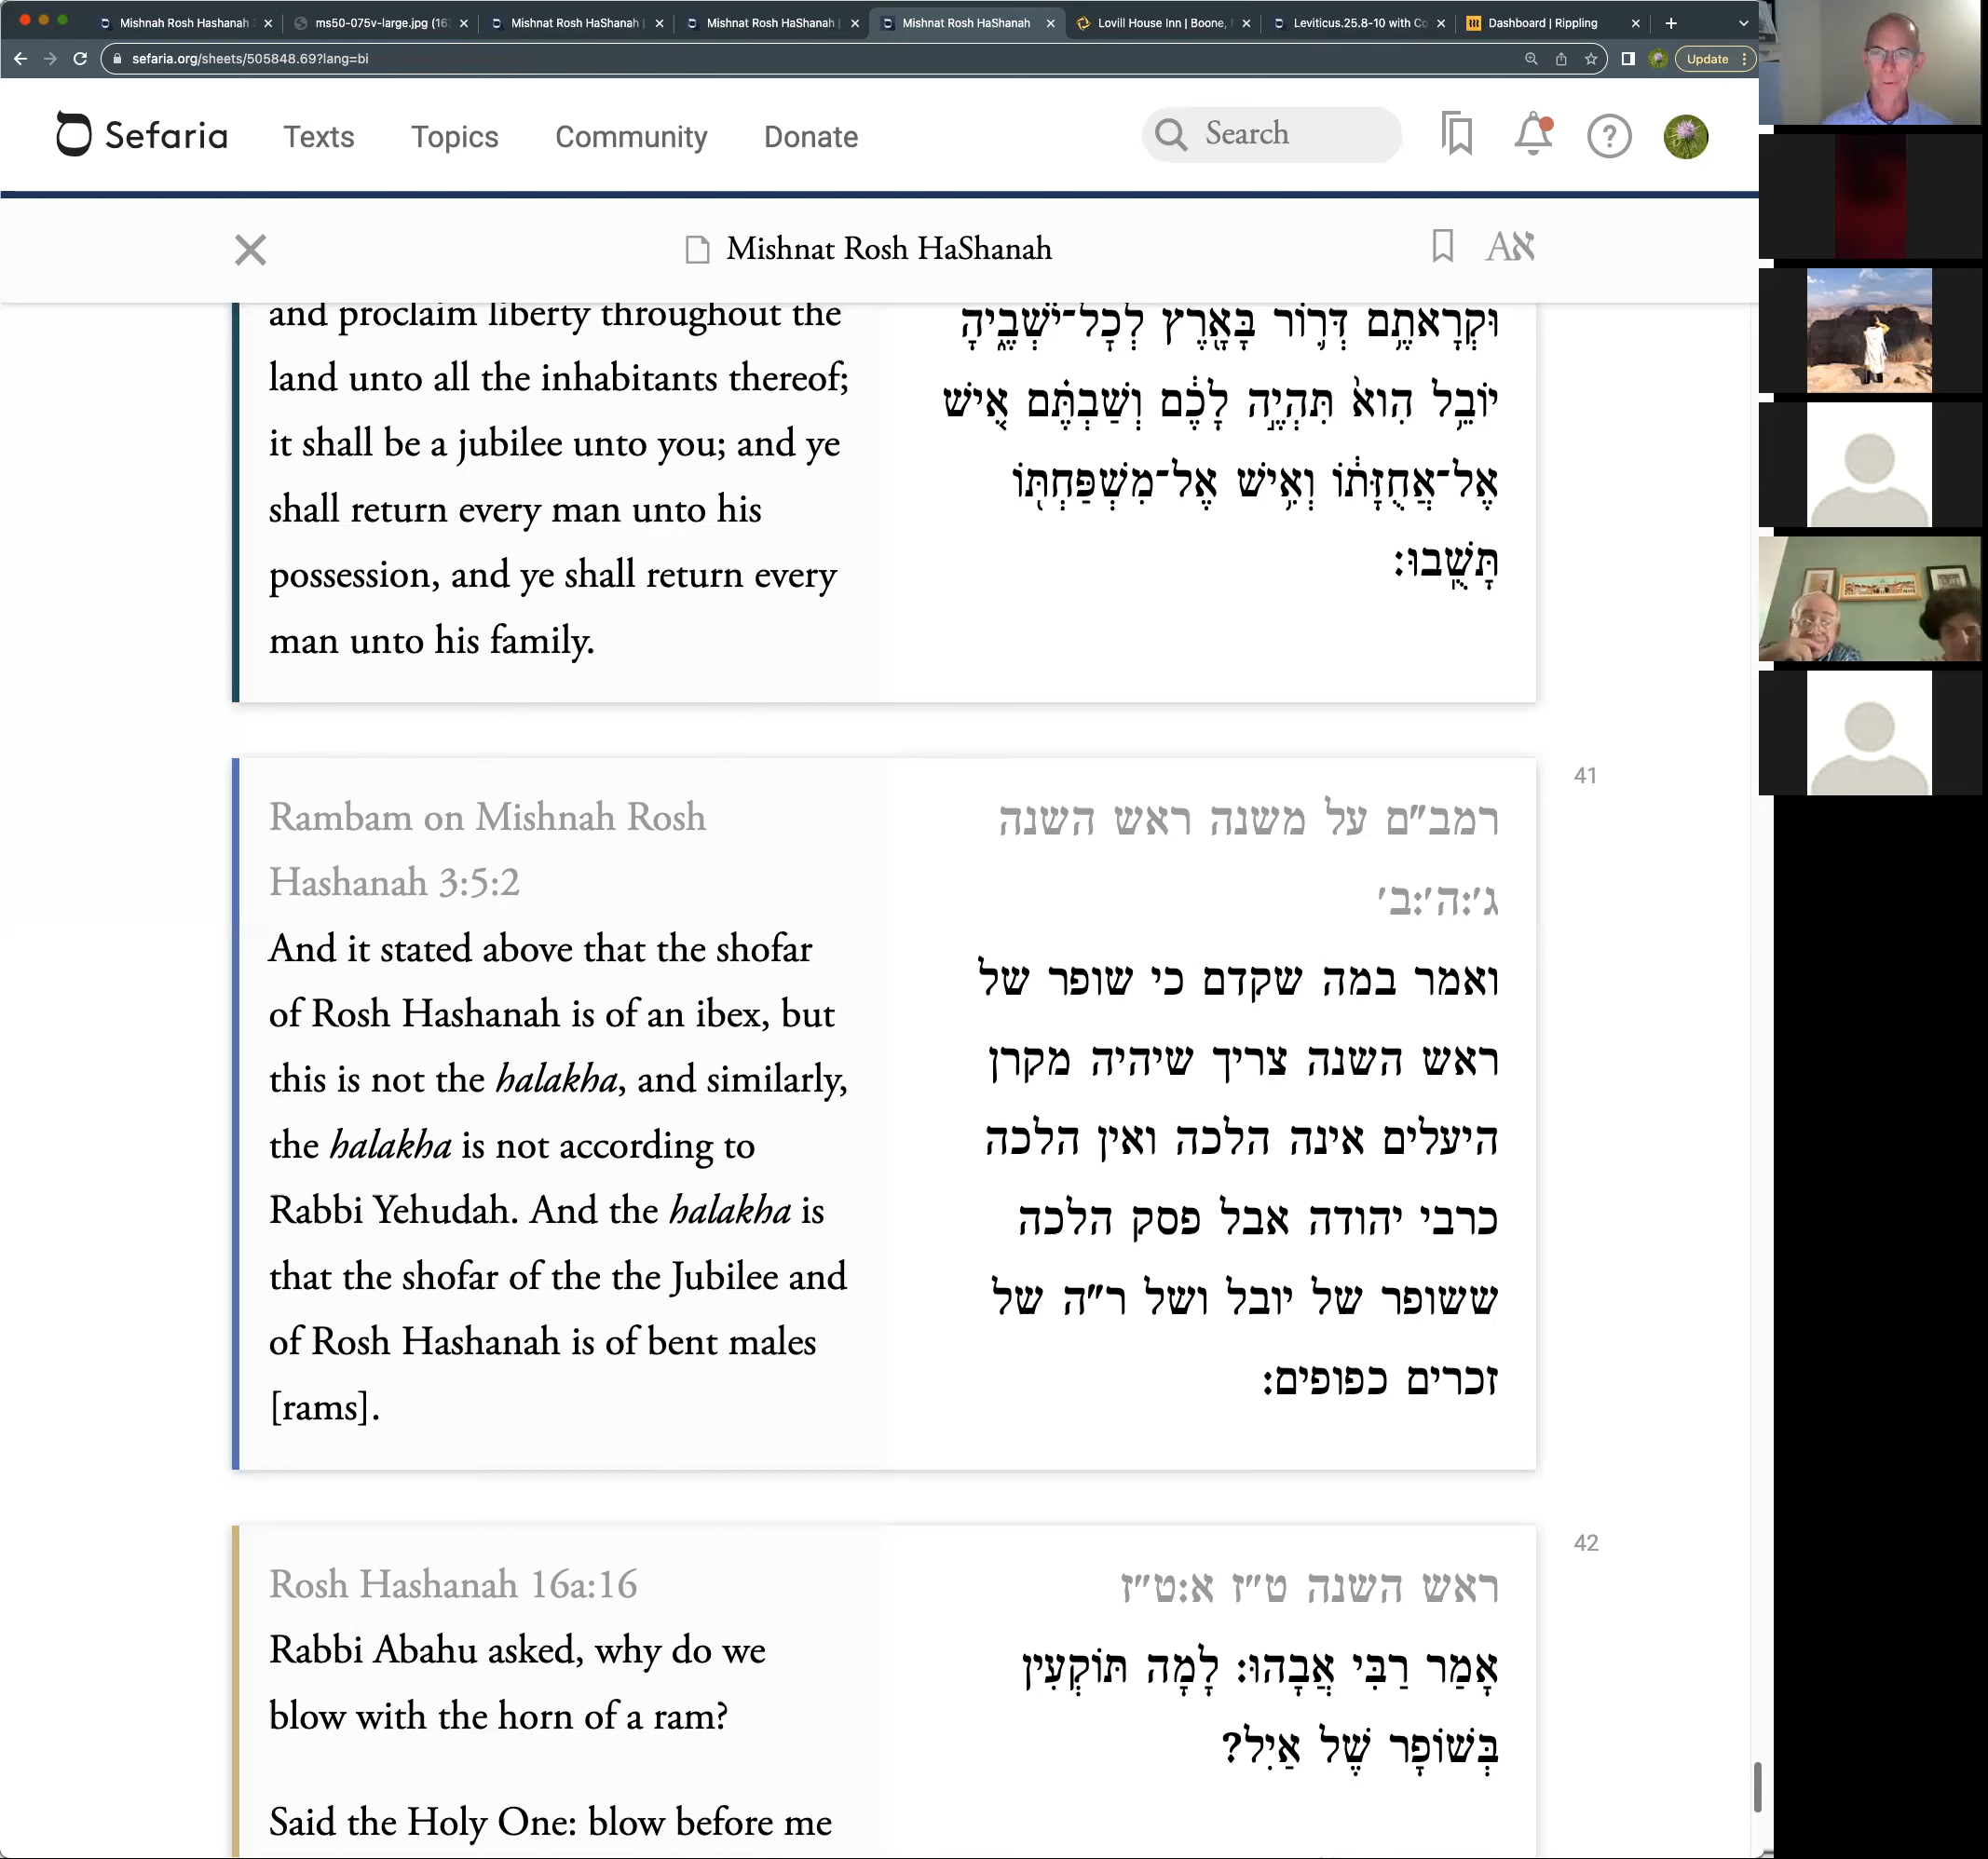 Mishnah Rosh Hashanah
ms50-075v-large.jpg (16
Mishnat Rosh HaShanah |
Mishnat Rosh HaShanah |
Mishnat Rosh HaShanah
Lovill House Inn | Boone,
Leviticus.25.8-10 with Co
Dashboard | Rippling
sefaria.org/sheets/505848.69?lang=bi
Update
Sefaria
Texts
Topics
Community
Donate
Search
Mishnat Rosh HaShanah
Aא
and proclaim liberty throughout the
land unto all the inhabitants thereof;
it shall be a jubilee unto you; and ye
shall return every man unto his
possession, and ye shall return every
man unto his family.
וּקְרָאתֶ֥ם דְּר֛וֹר בָּאָ֖רֶץ לְכׇל־יֹשְׁבֶ֑יהָ
יוֹבֵ֥ל הִוא֙ תִּהְיֶ֣ה לָכֶ֔ם וְשַׁבְתֶּ֗ם אִ֚ישׁ
אֶל־אֲחֻזָּת֔וֹ וְאִ֥ישׁ אֶל־מִשְׁפַּחְתּ֖וֹ
תָּשֻֽׁבוּ׃
41
Rambam on Mishnah Rosh
Hashanah 3:5:2
And it stated above that the shofar
of Rosh Hashanah is of an ibex, but
this is not the halakha, and similarly,
the halakha is not according to
Rabbi Yehudah. And the halakha is
that the shofar of the the Jubilee and
of Rosh Hashanah is of bent males
[rams].
רמב״ם על משנה ראש השנה
ג׳:ה׳:ב׳
ואמר במה שקדם כי שופר של
ראש השנה צריך שיהיה מקרן
היעלים אינה הלכה ואין הלכה
כרבי יהודה אבל פסק הלכה
ששופר של יובל ושל ר"ה של
זכרים כפופים:
42
Rosh Hashanah 16a:16
Rabbi Abahu asked, why do we
blow with the horn of a ram?
Said the Holy One: blow before me
ראש השנה ט״ז א:ט״ז
אָמַר רַבִּי אֲבָהוּ: לָמָה תּוֹקְעִין
בְּשׁוֹפָר שֶׁל אַיִל?